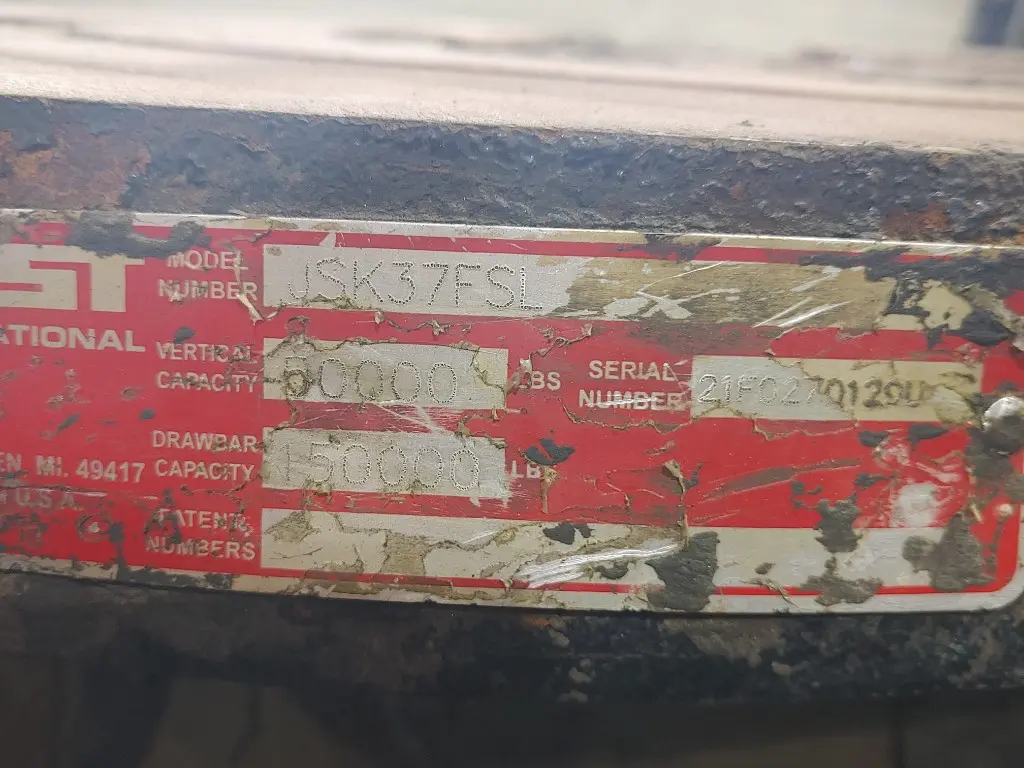 ST
ATIONAL
MODEL
NUMBER JSK37FSL
VERTICAL
CAPACITY 50000 LBS
SERIAL
NUMBER
DRAWBAR
CAPACITY 150000 LBS
EN, MI. 49417
U.S.A.
PATENT
NUMBERS